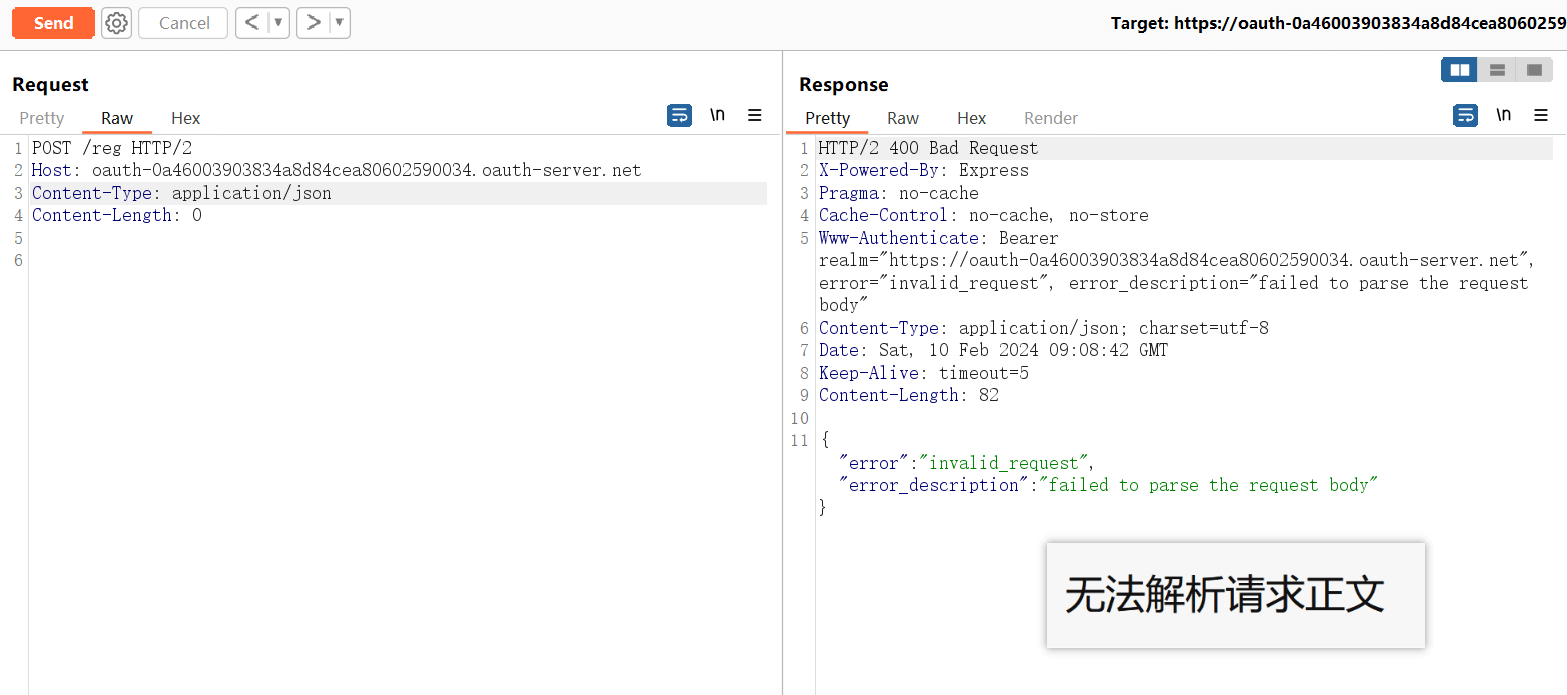 Send
Cancel
Target: https://oauth-0a46003903834a8d84cea8060259
Request
Pretty Raw Hex
\n
1 POST /reg HTTP/2
2 Host: oauth-0a46003903834a8d84cea80602590034.oauth-server.net
3 Content-Type: application/json
4 Content-Length: 0
5
6
Response
Pretty Raw Hex Render
\n
1 HTTP/2 400 Bad Request
2 X-Powered-By: Express
3 Pragma: no-cache
4 Cache-Control: no-cache, no-store
5 Www-Authenticate: Bearer
realm="https://oauth-0a46003903834a8d84cea80602590034.oauth-server.net",
error="invalid_request", error_description="failed to parse the request
body"
6 Content-Type: application/json; charset=utf-8
7 Date: Sat, 10 Feb 2024 09:08:42 GMT
8 Keep-Alive: timeout=5
9 Content-Length: 82
10
11 {
"error":"invalid_request",
"error_description":"failed to parse the request body"
}
无法解析请求正文